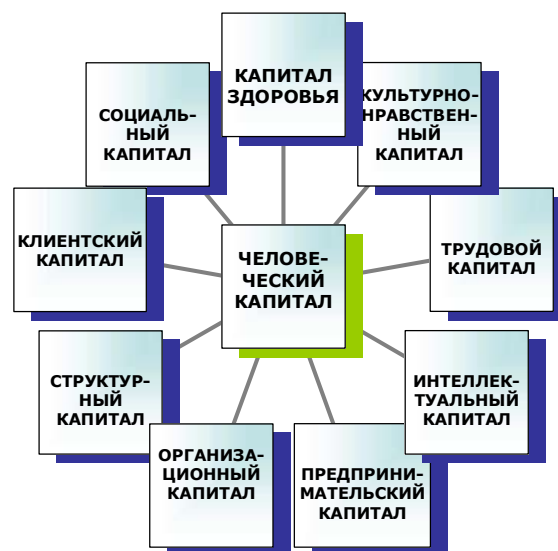 КАПИТАЛ
ЗДОРОВЬЯ
КУЛЬТУРНО-
НРАВСТВЕН-
НЫЙ
КАПИТАЛ
ТРУДОВОЙ
КАПИТАЛ
ИНТЕЛЛЕК-
ТУАЛЬНЫЙ
КАПИТАЛ
ПРЕДПРИНИ-
МАТЕЛЬСКИЙ
КАПИТАЛ
ОРГАНИЗА-
ЦИОННЫЙ
КАПИТАЛ
СТРУКТУР-
НЫЙ
КАПИТАЛ
КЛИЕНТСКИЙ
КАПИТАЛ
СОЦИАЛЬ-
НЫЙ
КАПИТАЛ
ЧЕЛОВЕ-
ЧЕСКИЙ
КАПИТАЛ